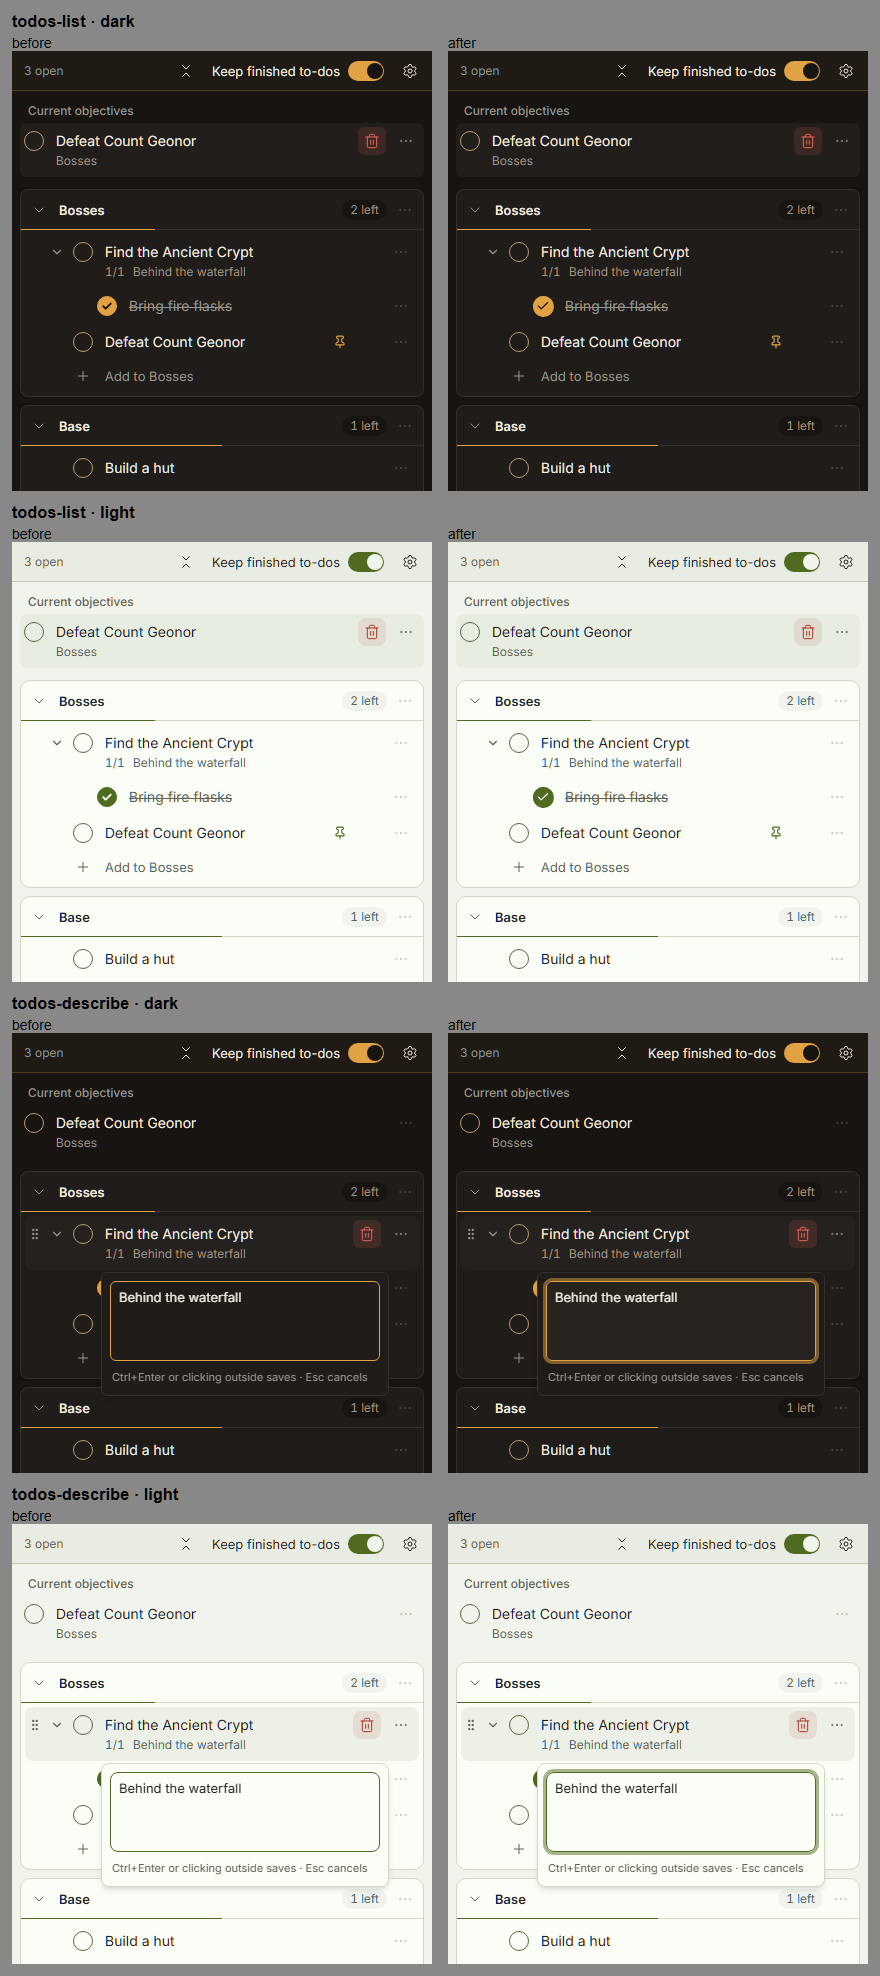 todos-list · dark
before after
3 open Keep finished to-dos 3 open Keep finished to-dos
Current objectives Current objectives
Defeat Count Geonor Defeat Count Geonor
Bosses Bosses
Bosses 2 left Bosses 2 left
Find the Ancient Crypt Find the Ancient Crypt
1/1 Behind the waterfall 1/1 Behind the waterfall
Bring fire flasks Bring fire flasks
Defeat Count Geonor Defeat Count Geonor
Add to Bosses Add to Bosses
Base 1 left Base 1 left
Build a hut Build a hut
todos-list · light
before after
3 open Keep finished to-dos 3 open Keep finished to-dos
Current objectives Current objectives
Defeat Count Geonor Defeat Count Geonor
Bosses Bosses
Bosses 2 left Bosses 2 left
Find the Ancient Crypt Find the Ancient Crypt
1/1 Behind the waterfall 1/1 Behind the waterfall
Bring fire flasks Bring fire flasks
Defeat Count Geonor Defeat Count Geonor
Add to Bosses Add to Bosses
Base 1 left Base 1 left
Build a hut Build a hut
todos-describe · dark
before after
3 open Keep finished to-dos 3 open Keep finished to-dos
Current objectives Current objectives
Defeat Count Geonor Defeat Count Geonor
Bosses Bosses
Bosses 2 left Bosses 2 left
Find the Ancient Crypt Find the Ancient Crypt
1/1 Behind the waterfall 1/1 Behind the waterfall
Behind the waterfall Behind the waterfall
Ctrl+Enter or clicking outside saves · Esc cancels Ctrl+Enter or clicking outside saves · Esc cancels
Base 1 left Base 1 left
Build a hut Build a hut
todos-describe · light
before after
3 open Keep finished to-dos 3 open Keep finished to-dos
Current objectives Current objectives
Defeat Count Geonor Defeat Count Geonor
Bosses Bosses
Bosses 2 left Bosses 2 left
Find the Ancient Crypt Find the Ancient Crypt
1/1 Behind the waterfall 1/1 Behind the waterfall
Behind the waterfall Behind the waterfall
Ctrl+Enter or clicking outside saves · Esc cancels Ctrl+Enter or clicking outside saves · Esc cancels
Base 1 left Base 1 left
Build a hut Build a hut